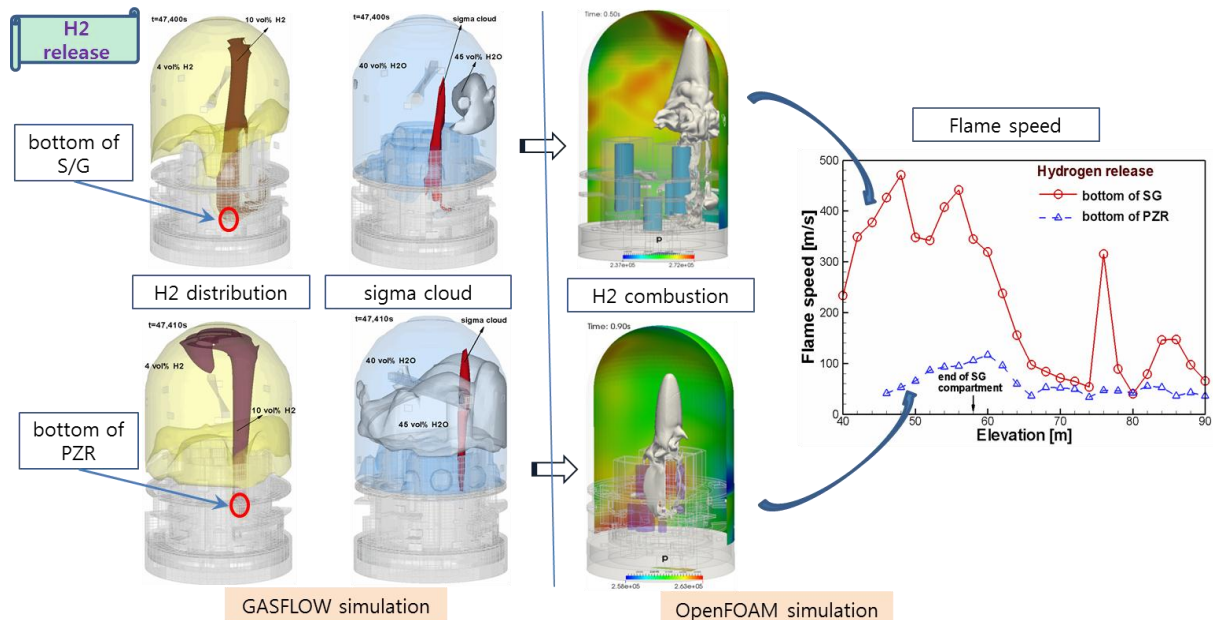 H2
release
t=47,400s
10 vol% H2
4 vol% H2
t=47,400s
sigma cloud
40 vol% H2O
45 vol% H2O
Time: 0.50s
P
2.37e+05
2.72e+05
bottom of
S/G
H2 distribution
sigma cloud
H2 combustion
t=47,410s
4 vol% H2
10 vol% H2
t=47,410s
sigma cloud
40 vol% H2O
45 vol% H2O
Time: 0.90s
P
2.58e+05
2.63e+05
bottom of
PZR
GASFLOW simulation
OpenFOAM simulation
Flame speed
Hydrogen release
bottom of SG
bottom of PZR
Flame speed [m/s]
500
400
300
200
100
0
end of SG
compartment
40
50
60
70
80
90
Elevation [m]